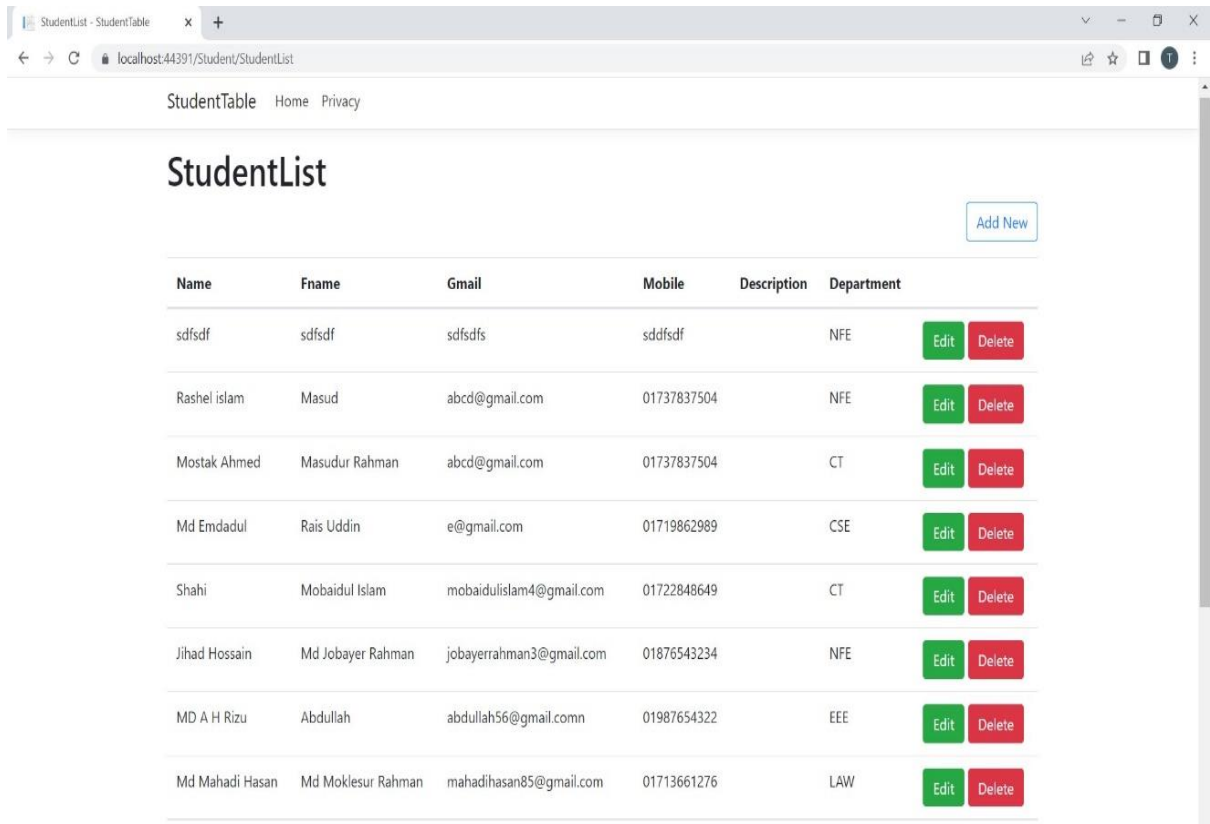 StudentList - StudentTable
localhost:44391/Student/StudentList
T
StudentTable Home Privacy
StudentList
Add New
Name Fname Gmail Mobile Description Department
sdfsdf sdfsdf sdfsdfs sddfsdf NFE Edit Delete
Rashel islam Masud abcd@gmail.com 01737837504 NFE Edit Delete
Mostak Ahmed Masudur Rahman abcd@gmail.com 01737837504 CT Edit Delete
Md Emdadul Rais Uddin e@gmail.com 01719862989 CSE Edit Delete
Shahi Mobaidul Islam mobaidulislam4@gmail.com 01722848649 CT Edit Delete
Jihad Hossain Md Jobayer Rahman jobayerrahman3@gmail.com 01876543234 NFE Edit Delete
MD A H Rizu Abdullah abdullah56@gmail.comn 01987654322 EEE Edit Delete
Md Mahadi Hasan Md Moklesur Rahman mahadihasan85@gmail.com 01713661276 LAW Edit Delete